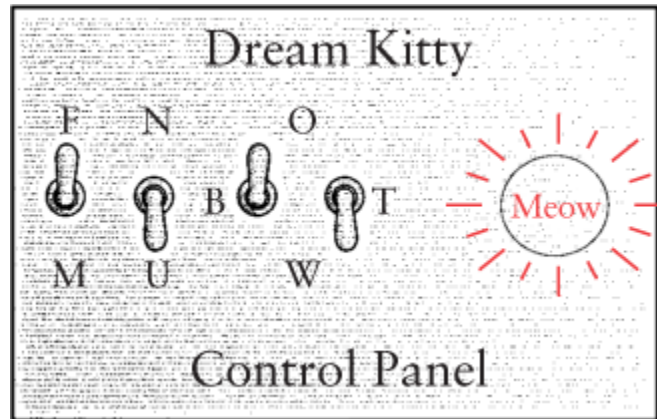 Dream Kitty
F N O
B T Meow
M U W
Control Panel